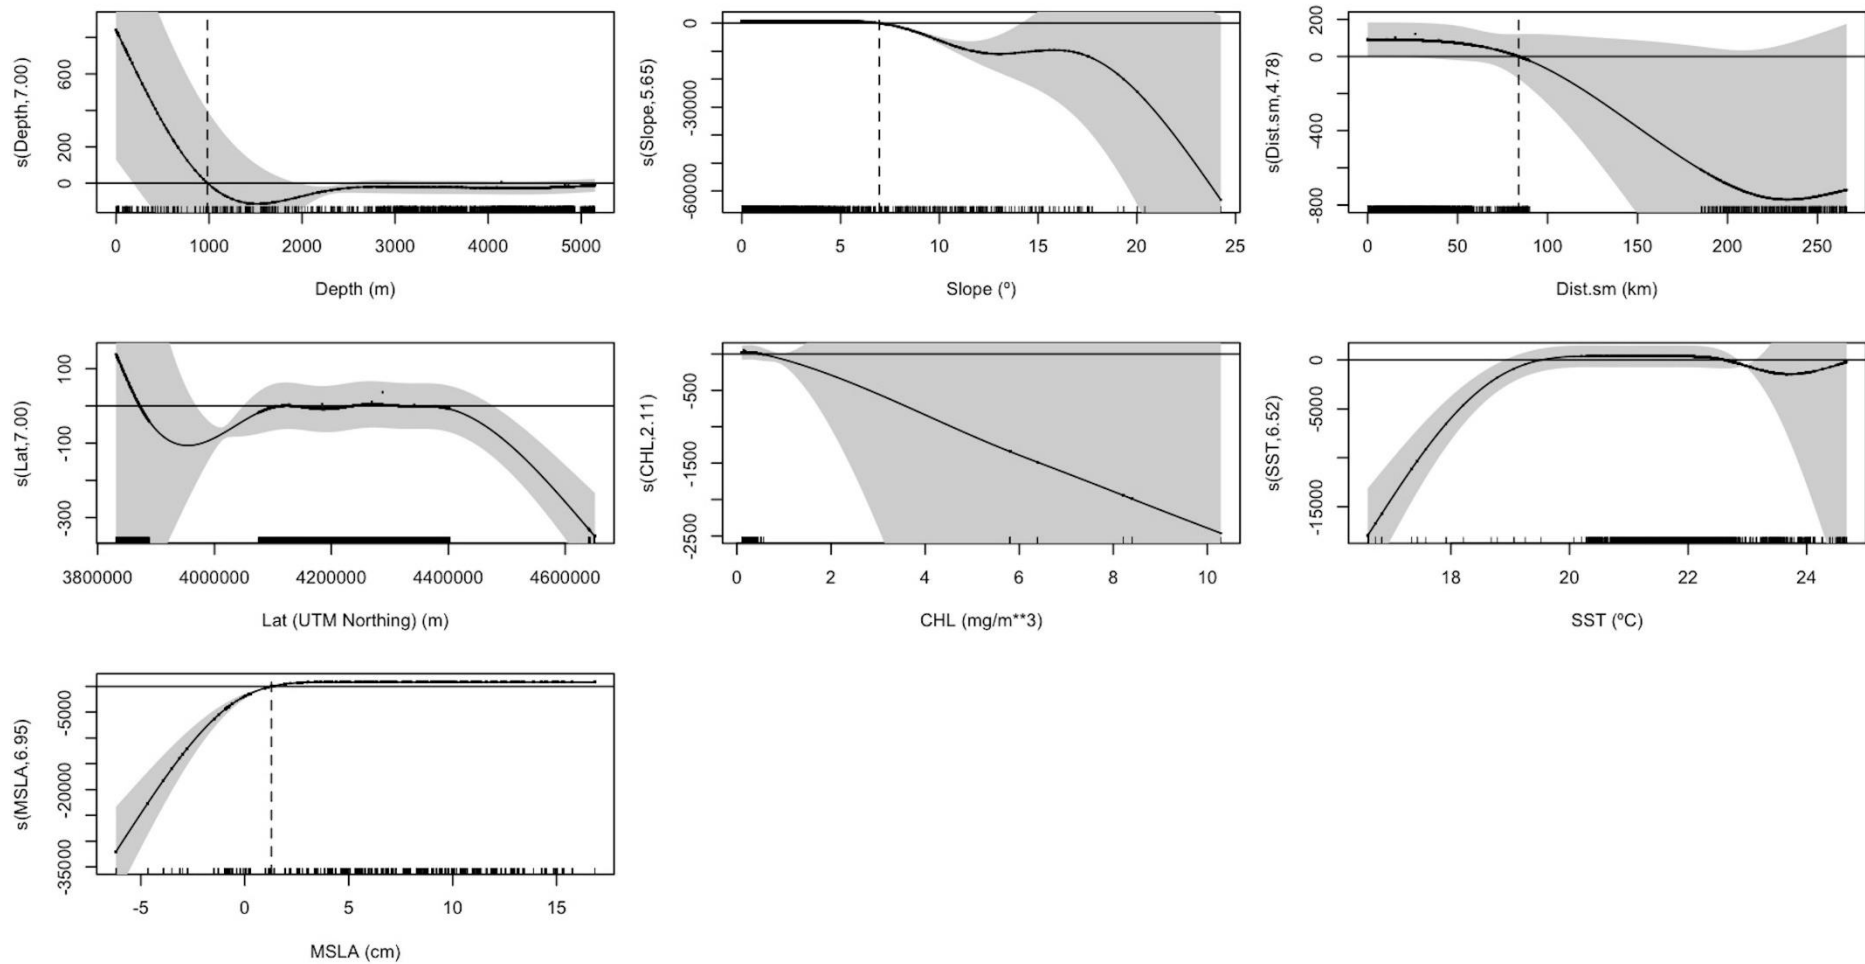 s(Depth,7.00)
600
200
0
0 1000 2000 3000 4000 5000
Depth (m)
s(Slope,5.65)
0
-30000
-60000
0 5 10 15 20 25
Slope (º)
s(Dist.sm,4.78)
200
0
-400
-800
0 50 100 150 200 250
Dist.sm (km)
s(Lat,7.00)
100
-100
-300
3800000 4000000 4200000 4400000 4600000
Lat (UTM Northing) (m)
s(CHL,2.11)
-500
-1500
-2500
0 2 4 6 8 10
CHL (mg/m**3)
s(SST,6.52)
0
-5000
-15000
18 20 22 24
SST (ºC)
s(MSLA,6.95)
-5000
-20000
-35000
-5 0 5 10 15
MSLA (cm)